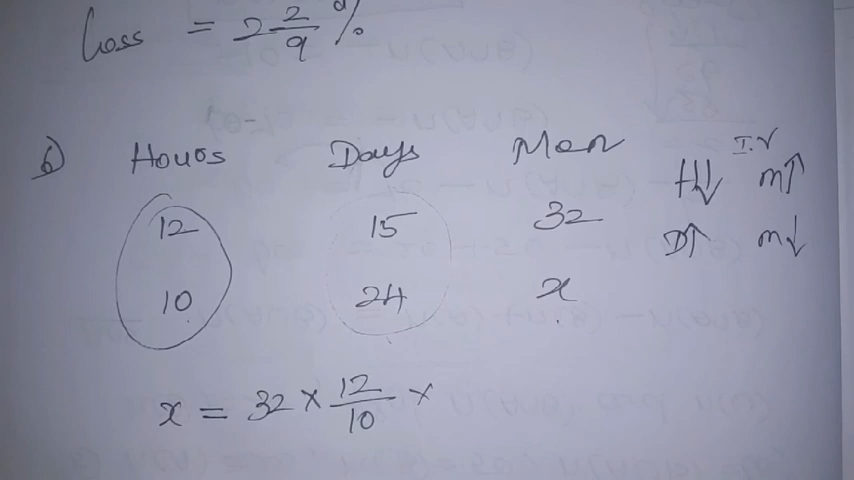 Loss = 2 2/9 %
6) Hours Days Men I.V
H↓ m↑
12 15 32
D↑ m↓
10 24 x
x = 32 × 12/10 ×